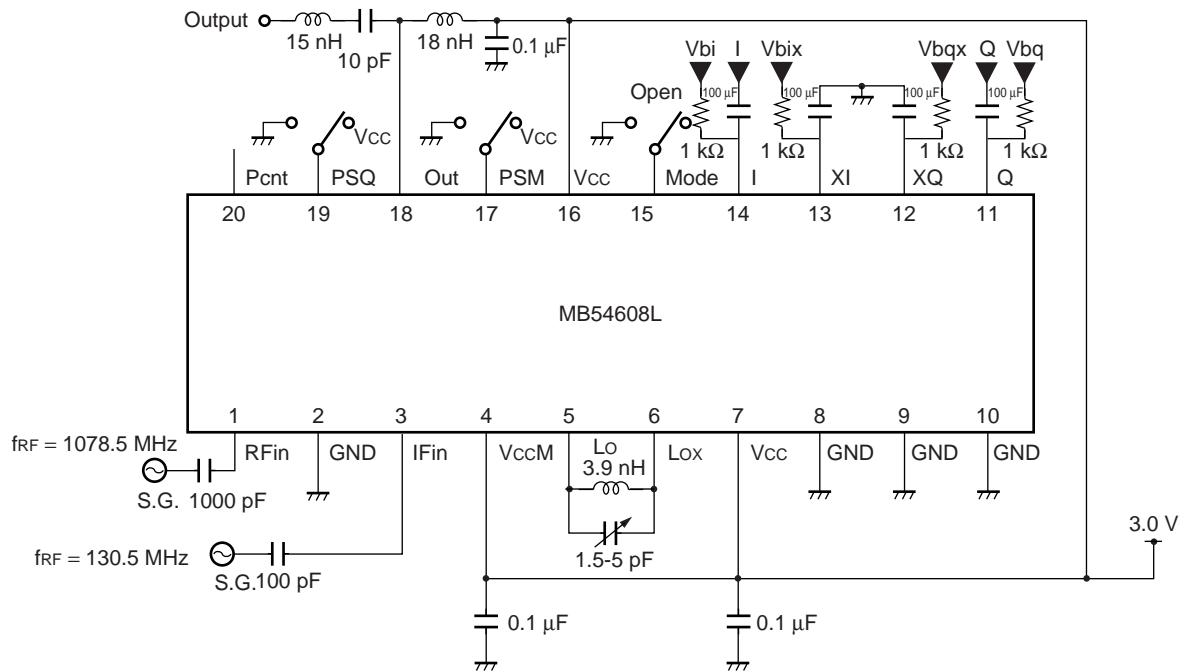 Output
15 nH
10 pF
18 nH
0.1 μF
Vbi I Vbix Vbqx Q Vbq
100 μF 100 μF 100 μF 100 μF
Open
VCC VCC
1 kΩ 1 kΩ 1 kΩ 1 kΩ
Pcnt PSQ Out PSM VCC Mode I XI XQ Q
20 19 18 17 16 15 14 13 12 11
MB54608L
1 2 3 4 5 6 7 8 9 10
fRF = 1078.5 MHz
RFin GND IFin VCCM LO LOX VCC GND GND GND
3.9 nH
S.G. 1000 pF
1.5-5 pF
3.0 V
fRF = 130.5 MHz
S.G. 100 pF
0.1 μF 0.1 μF